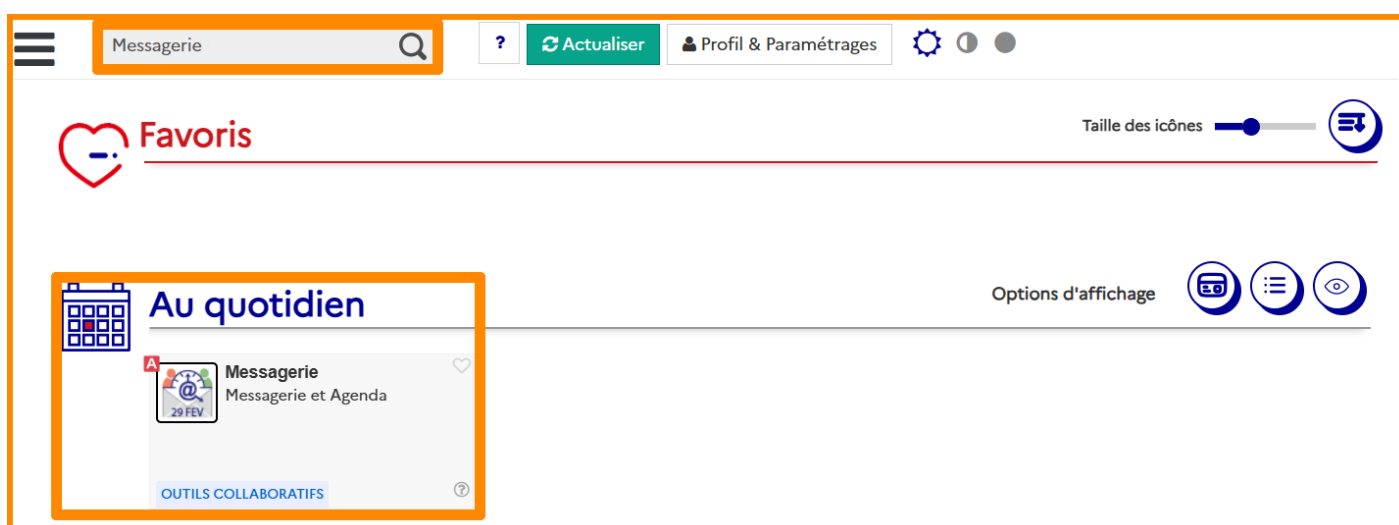 Messagerie
?
Actualiser
Profil & Paramétrages
Favoris
Taille des icônes
Au quotidien
Options d'affichage
A
Messagerie
Messagerie et Agenda
@
29 FEV
OUTILS COLLABORATIFS
?